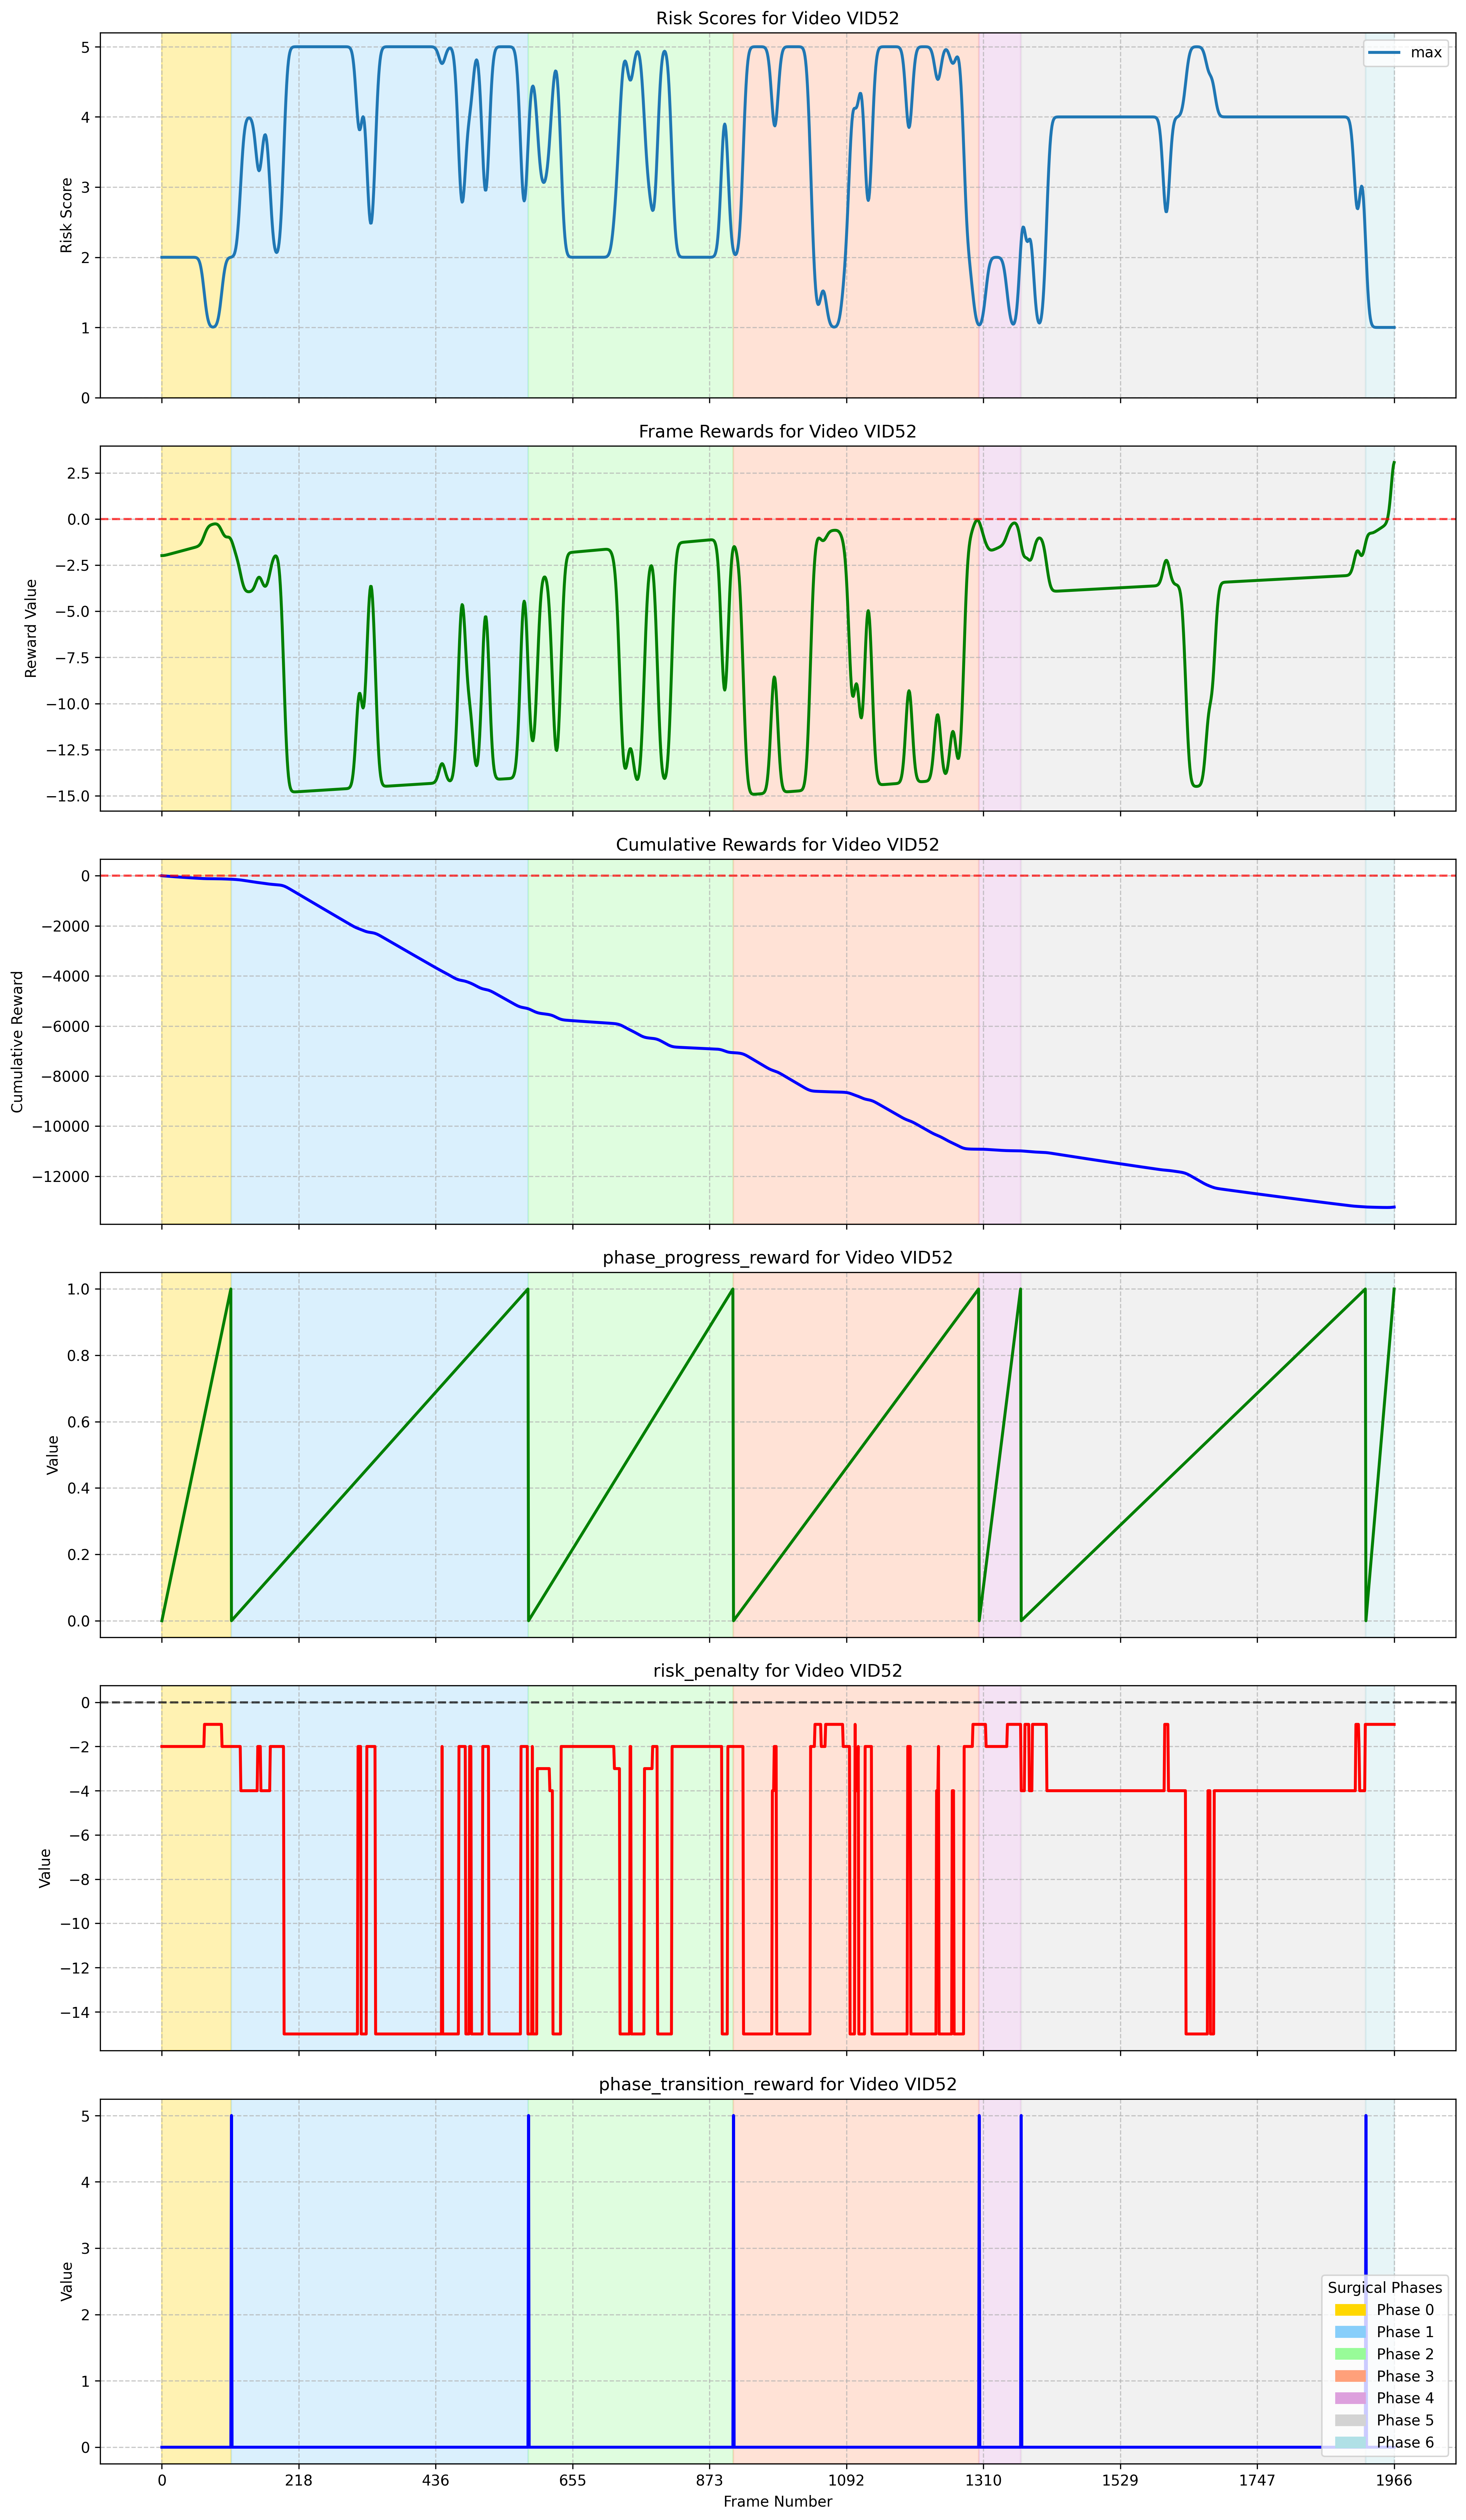 Risk Scores for Video VID52
max
Risk Score
5
4
3
2
1
0
Frame Rewards for Video VID52
Reward Value
2.5
0.0
−2.5
−5.0
−7.5
−10.0
−12.5
−15.0
Cumulative Rewards for Video VID52
Cumulative Reward
0
−2000
−4000
−6000
−8000
−10000
−12000
phase_progress_reward for Video VID52
Value
1.0
0.8
0.6
0.4
0.2
0.0
risk_penalty for Video VID52
Value
0
−2
−4
−6
−8
−10
−12
−14
phase_transition_reward for Video VID52
Value
5
4
3
2
1
0
Surgical Phases
Phase 0
Phase 1
Phase 2
Phase 3
Phase 4
Phase 5
Phase 6
0 218 436 655 873 1092 1310 1529 1747 1966
Frame Number